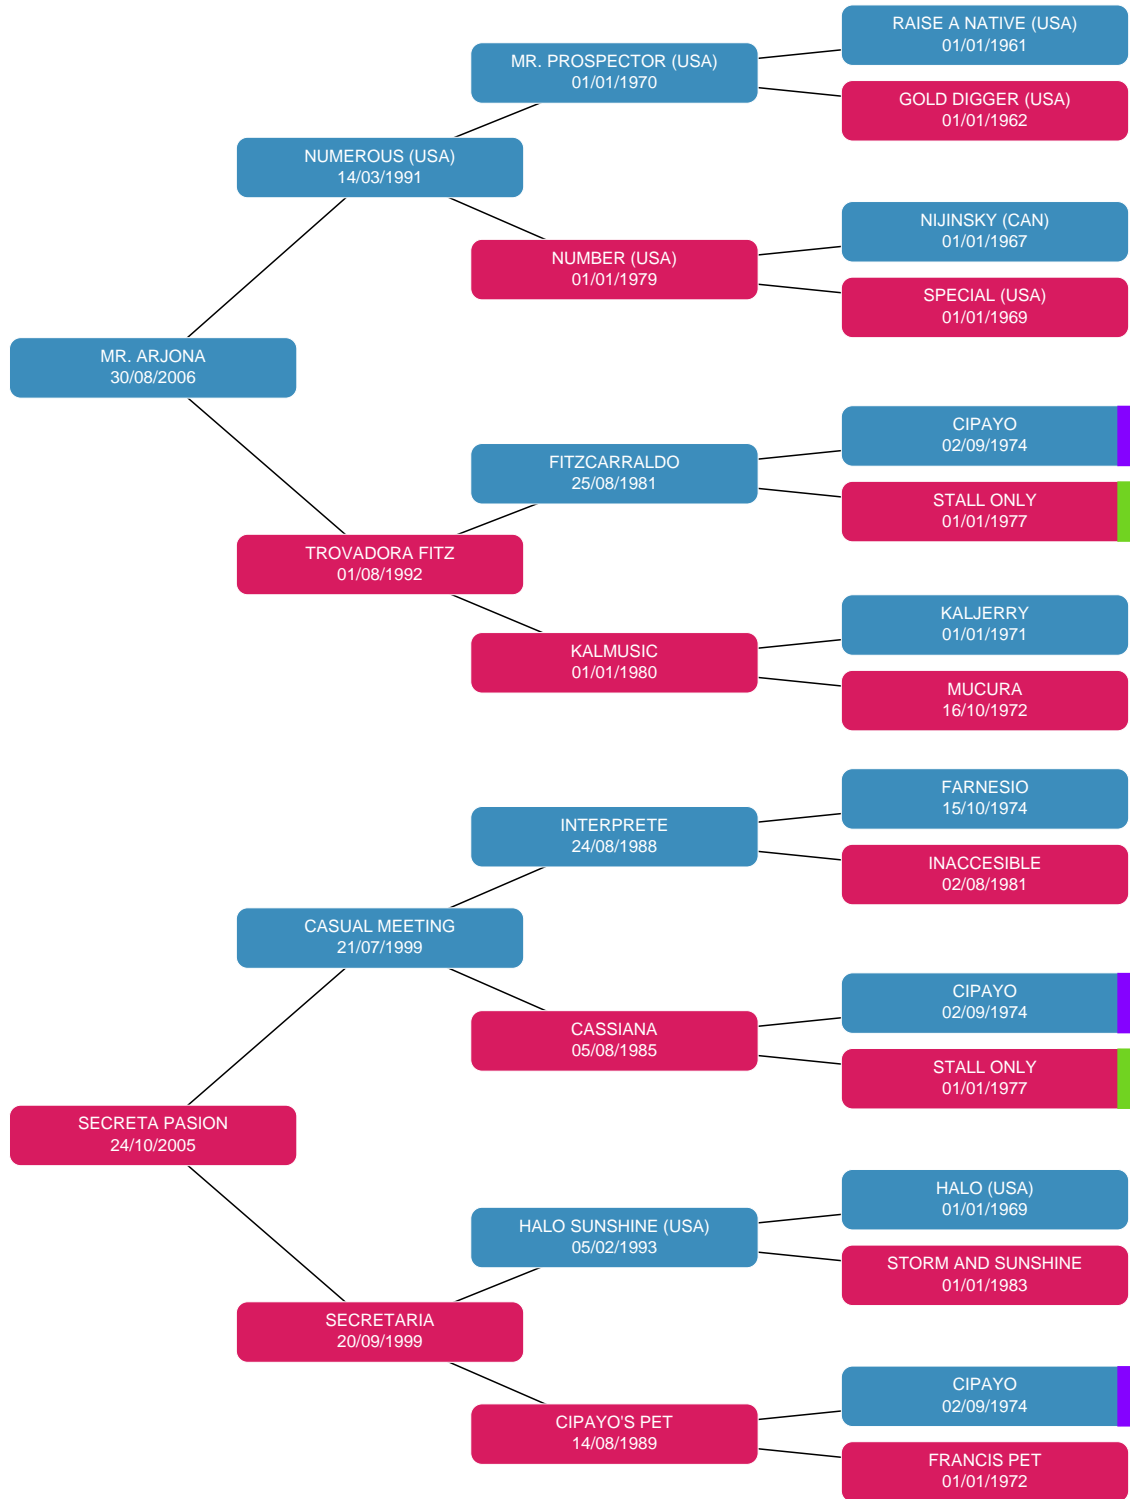 RAISE A NATIVE (USA)
01/01/1961
MR. PROSPECTOR (USA)
01/01/1970
GOLD DIGGER (USA)
01/01/1962
NUMEROUS (USA)
14/03/1991
NIJINSKY (CAN)
01/01/1967
NUMBER (USA)
01/01/1979
SPECIAL (USA)
01/01/1969
MR. ARJONA
30/08/2006
CIPAYO
02/09/1974
FITZCARRALDO
25/08/1981
STALL ONLY
01/01/1977
TROVADORA FITZ
01/08/1992
KALJERRY
01/01/1971
KALMUSIC
01/01/1980
MUCURA
16/10/1972
FARNESIO
15/10/1974
INTERPRETE
24/08/1988
INACCESIBLE
02/08/1981
CASUAL MEETING
21/07/1999
CIPAYO
02/09/1974
CASSIANA
05/08/1985
STALL ONLY
01/01/1977
SECRETA PASION
24/10/2005
HALO (USA)
01/01/1969
HALO SUNSHINE (USA)
05/02/1993
STORM AND SUNSHINE
01/01/1983
SECRETARIA
20/09/1999
CIPAYO
02/09/1974
CIPAYO'S PET
14/08/1989
FRANCIS PET
01/01/1972